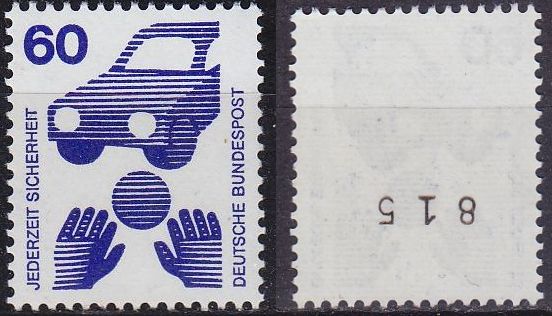 60
JEDERZEIT SICHERHEIT
DEUTSCHE BUNDESPOST
815